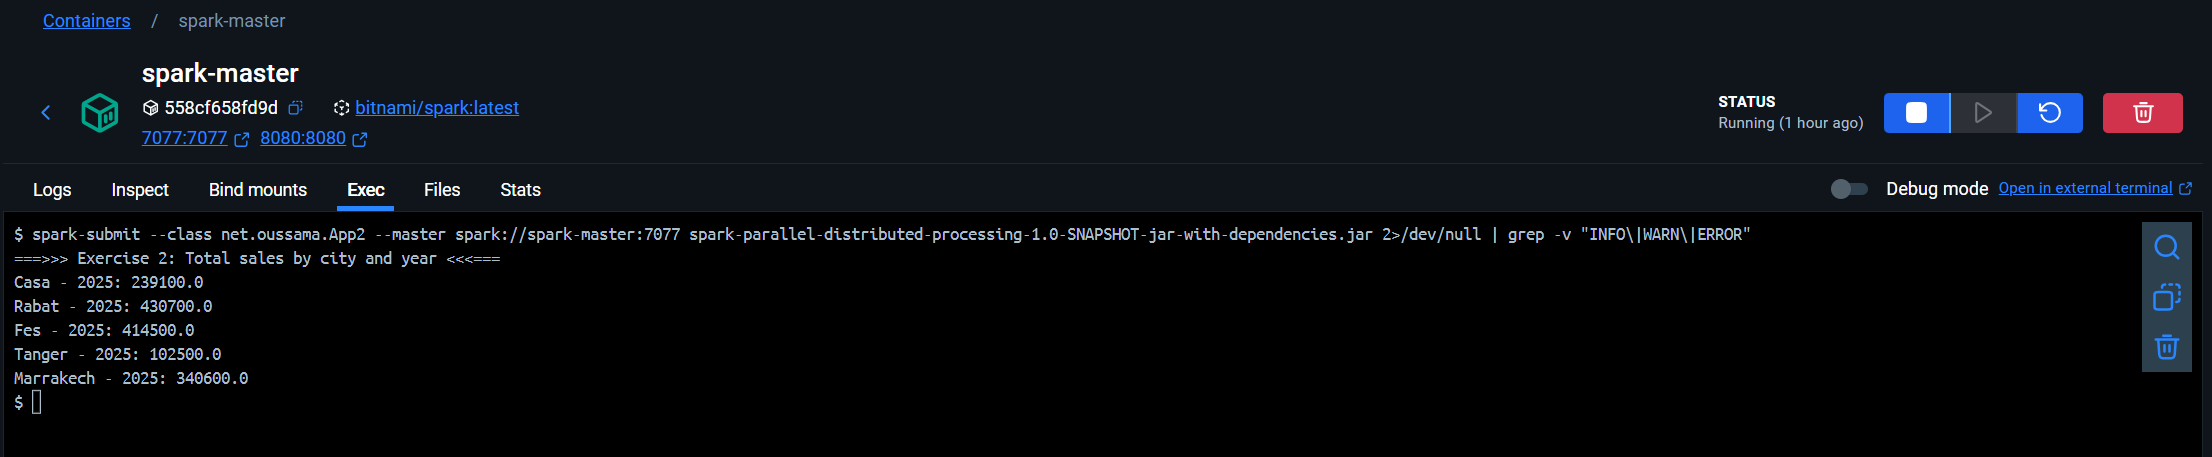 Containers / spark-master
spark-master
558cf658fd9d bitnami/spark:latest
7077:7077 8080:8080
STATUS
Running (1 hour ago)
Logs Inspect Bind mounts Exec Files Stats
Debug mode Open in external terminal
$ spark-submit --class net.oussama.App2 --master spark://spark-master:7077 spark-parallel-distributed-processing-1.0-SNAPSHOT-jar-with-dependencies.jar 2>/dev/null | grep -v "INFO\|WARN\|ERROR"
===>>> Exercise 2: Total sales by city and year <<<===
Casa - 2025: 239100.0
Rabat - 2025: 430700.0
Fes - 2025: 414500.0
Tanger - 2025: 102500.0
Marrakech - 2025: 340600.0
$